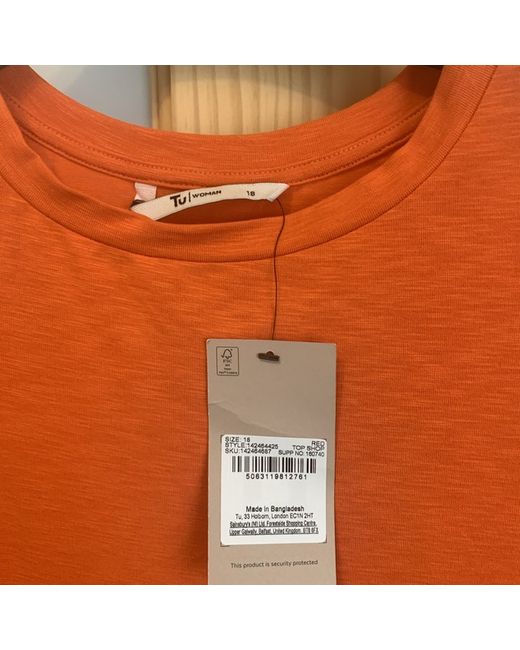 Tu WOMAN 18
FSC
SIZE: 18 RED
STYLE:142464425 TOP SHOP
SKU:142464687 SUPP NO:160740
5063119812761
Made in Bangladesh
Tu, 33 Holborn, London EC1N 2HT
Sainsbury's (NI) Ltd, Forestside Shopping Centre,
Upper Galwally, Belfast, United Kingdom, BT8 6FX
This product is security protected